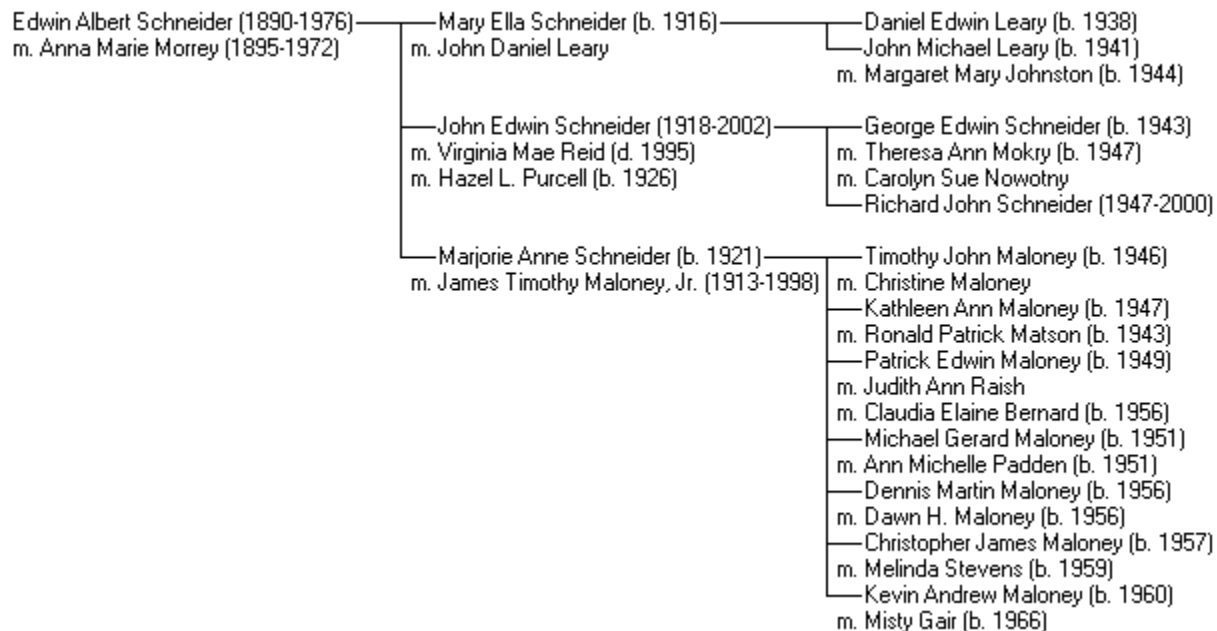 Edwin Albert Schneider (1890-1976)
m. Anna Marie Morrey (1895-1972)
Mary Ella Schneider (b. 1916)
m. John Daniel Leary
Daniel Edwin Leary (b. 1938)
John Michael Leary (b. 1941)
m. Margaret Mary Johnston (b. 1944)
John Edwin Schneider (1918-2002)
m. Virginia Mae Reid (d. 1995)
m. Hazel L. Purcell (b. 1926)
George Edwin Schneider (b. 1943)
m. Theresa Ann Mokry (b. 1947)
m. Carolyn Sue Nowotny
Richard John Schneider (1947-2000)
Marjorie Anne Schneider (b. 1921)
m. James Timothy Maloney, Jr. (1913-1998)
Timothy John Maloney (b. 1946)
m. Christine Maloney
Kathleen Ann Maloney (b. 1947)
m. Ronald Patrick Matson (b. 1943)
Patrick Edwin Maloney (b. 1949)
m. Judith Ann Raish
m. Claudia Elaine Bernard (b. 1956)
Michael Gerard Maloney (b. 1951)
m. Ann Michelle Padden (b. 1951)
Dennis Martin Maloney (b. 1956)
m. Dawn H. Maloney (b. 1956)
Christopher James Maloney (b. 1957)
m. Melinda Stevens (b. 1959)
Kevin Andrew Maloney (b. 1960)
m. Misty Gair (b. 1966)